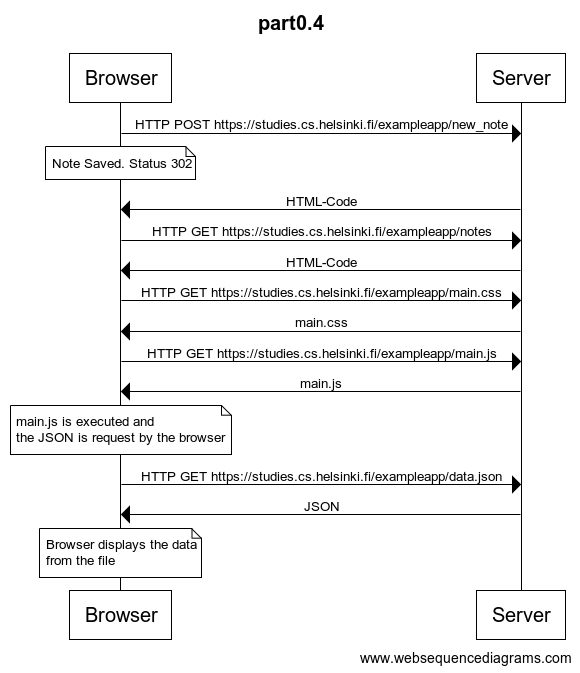 part0.4
Browser
Server
HTTP POST https://studies.cs.helsinki.fi/exampleapp/new_note
Note Saved. Status 302
HTML-Code
HTTP GET https://studies.cs.helsinki.fi/exampleapp/notes
HTML-Code
HTTP GET https://studies.cs.helsinki.fi/exampleapp/main.css
main.css
HTTP GET https://studies.cs.helsinki.fi/exampleapp/main.js
main.js
main.js is executed and
the JSON is request by the browser
HTTP GET https://studies.cs.helsinki.fi/exampleapp/data.json
JSON
Browser displays the data
from the file
Browser
Server
www.websequencediagrams.com